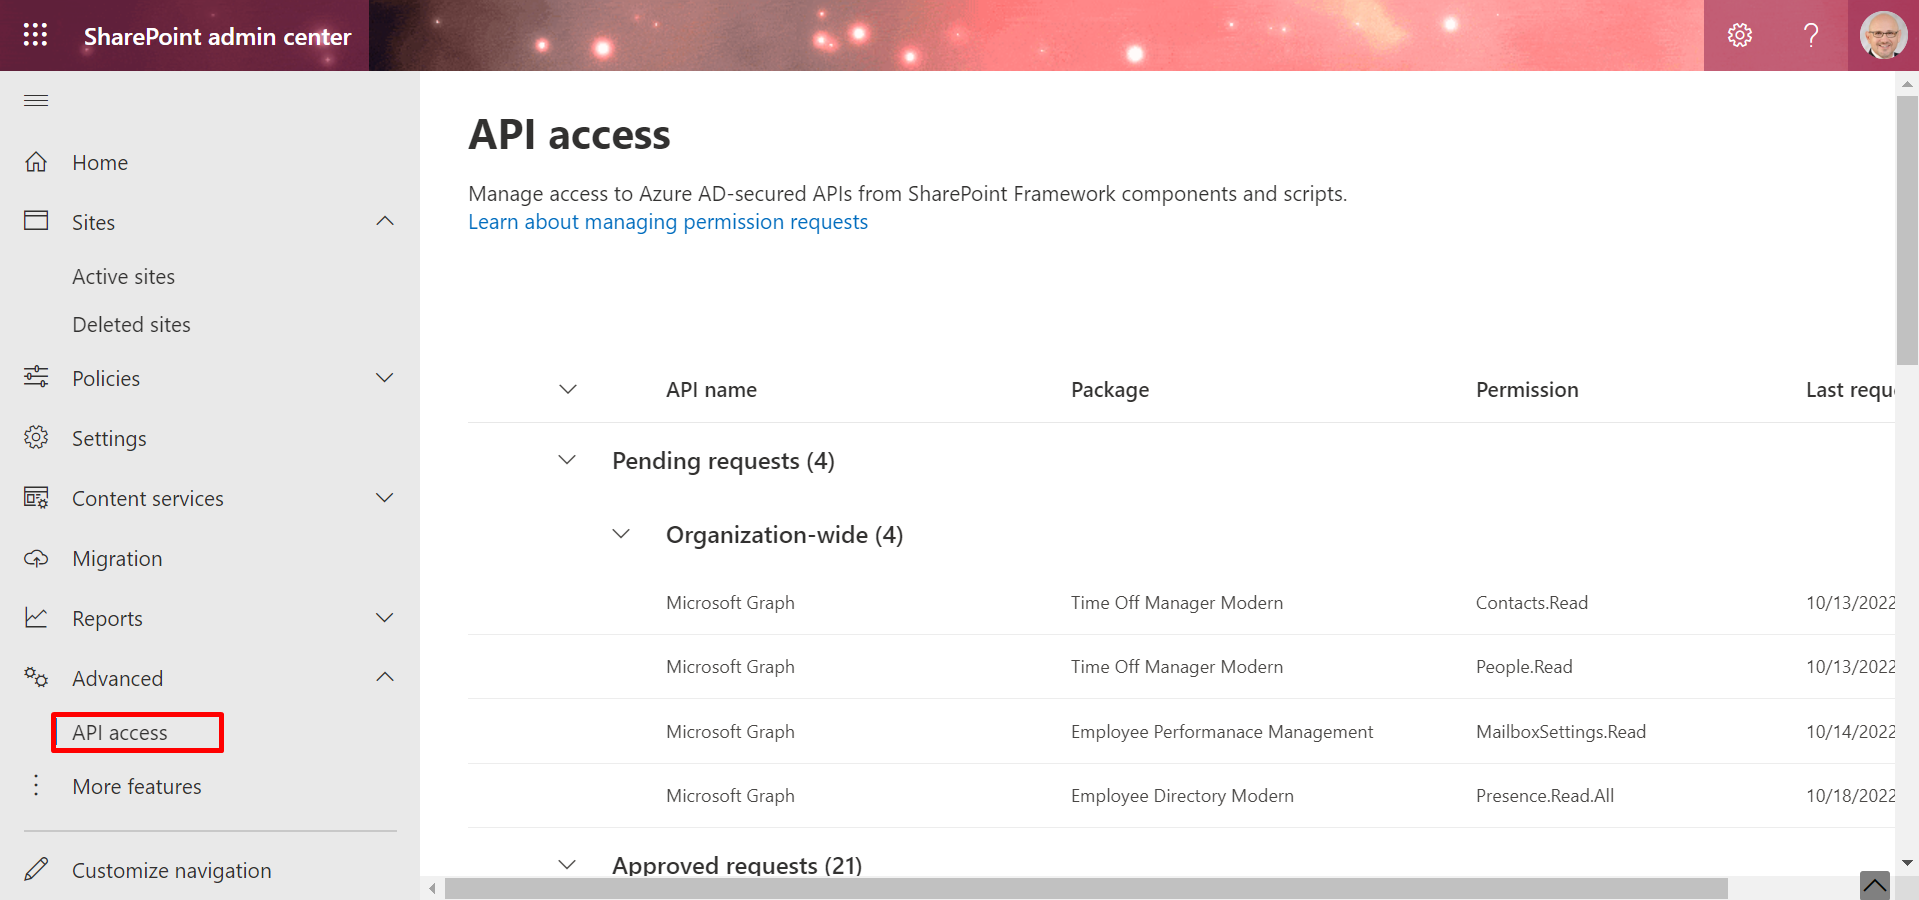 SharePoint admin center
?
Home
Sites
Active sites
Deleted sites
Policies
Settings
Content services
Migration
Reports
Advanced
API access
More features
Customize navigation
API access
Manage access to Azure AD-secured APIs from SharePoint Framework components and scripts.
Learn about managing permission requests
API name Package Permission Last reque
Pending requests (4)
Organization-wide (4)
Microsoft Graph Time Off Manager Modern Contacts.Read 10/13/2022
Microsoft Graph Time Off Manager Modern People.Read 10/13/2022
Microsoft Graph Employee Performanace Management MailboxSettings.Read 10/14/2022
Microsoft Graph Employee Directory Modern Presence.Read.All 10/18/2022
Approved requests (21)